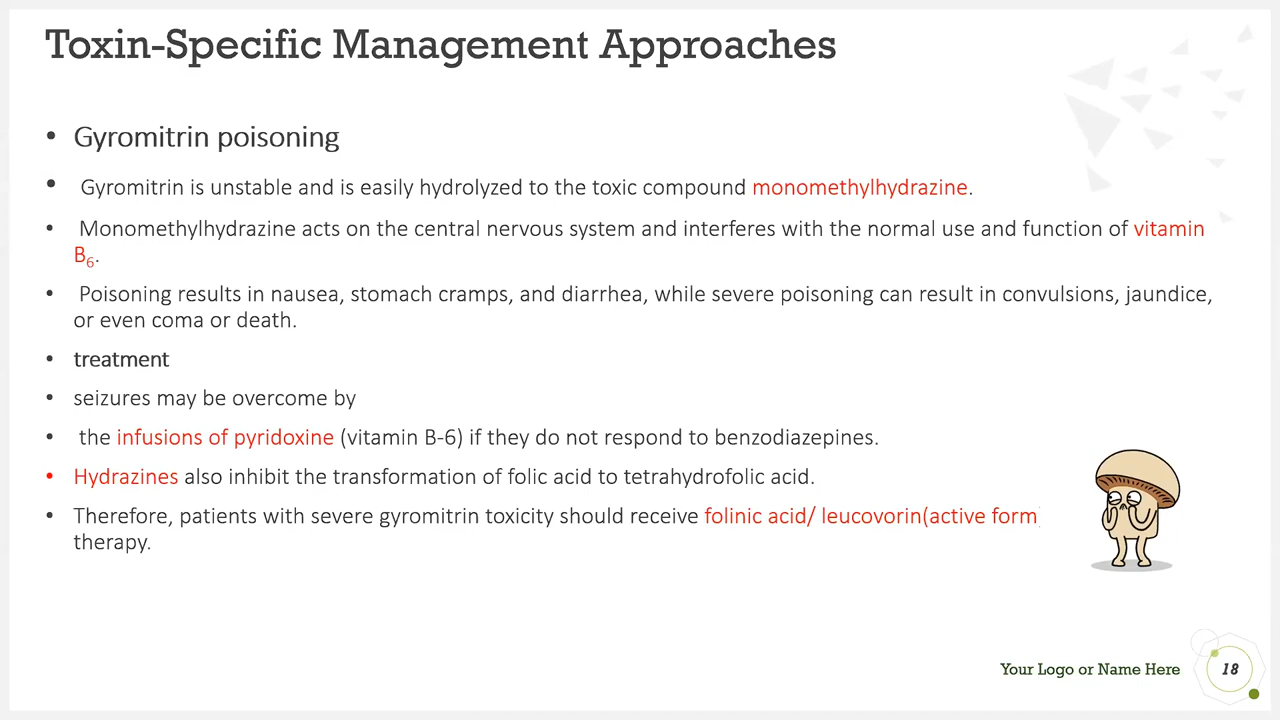 Toxin-Specific Management Approaches
• Gyromitrin poisoning
• Gyromitrin is unstable and is easily hydrolyzed to the toxic compound monomethylhydrazine.
• Monomethylhydrazine acts on the central nervous system and interferes with the normal use and function of vitamin
B₆.
• Poisoning results in nausea, stomach cramps, and diarrhea, while severe poisoning can result in convulsions, jaundice,
or even coma or death.
• treatment
• seizures may be overcome by
• the infusions of pyridoxine (vitamin B-6) if they do not respond to benzodiazepines.
• Hydrazines also inhibit the transformation of folic acid to tetrahydrofolic acid.
• Therefore, patients with severe gyromitrin toxicity should receive folinic acid/ leucovorin(active form)
therapy.
Your Logo or Name Here
18